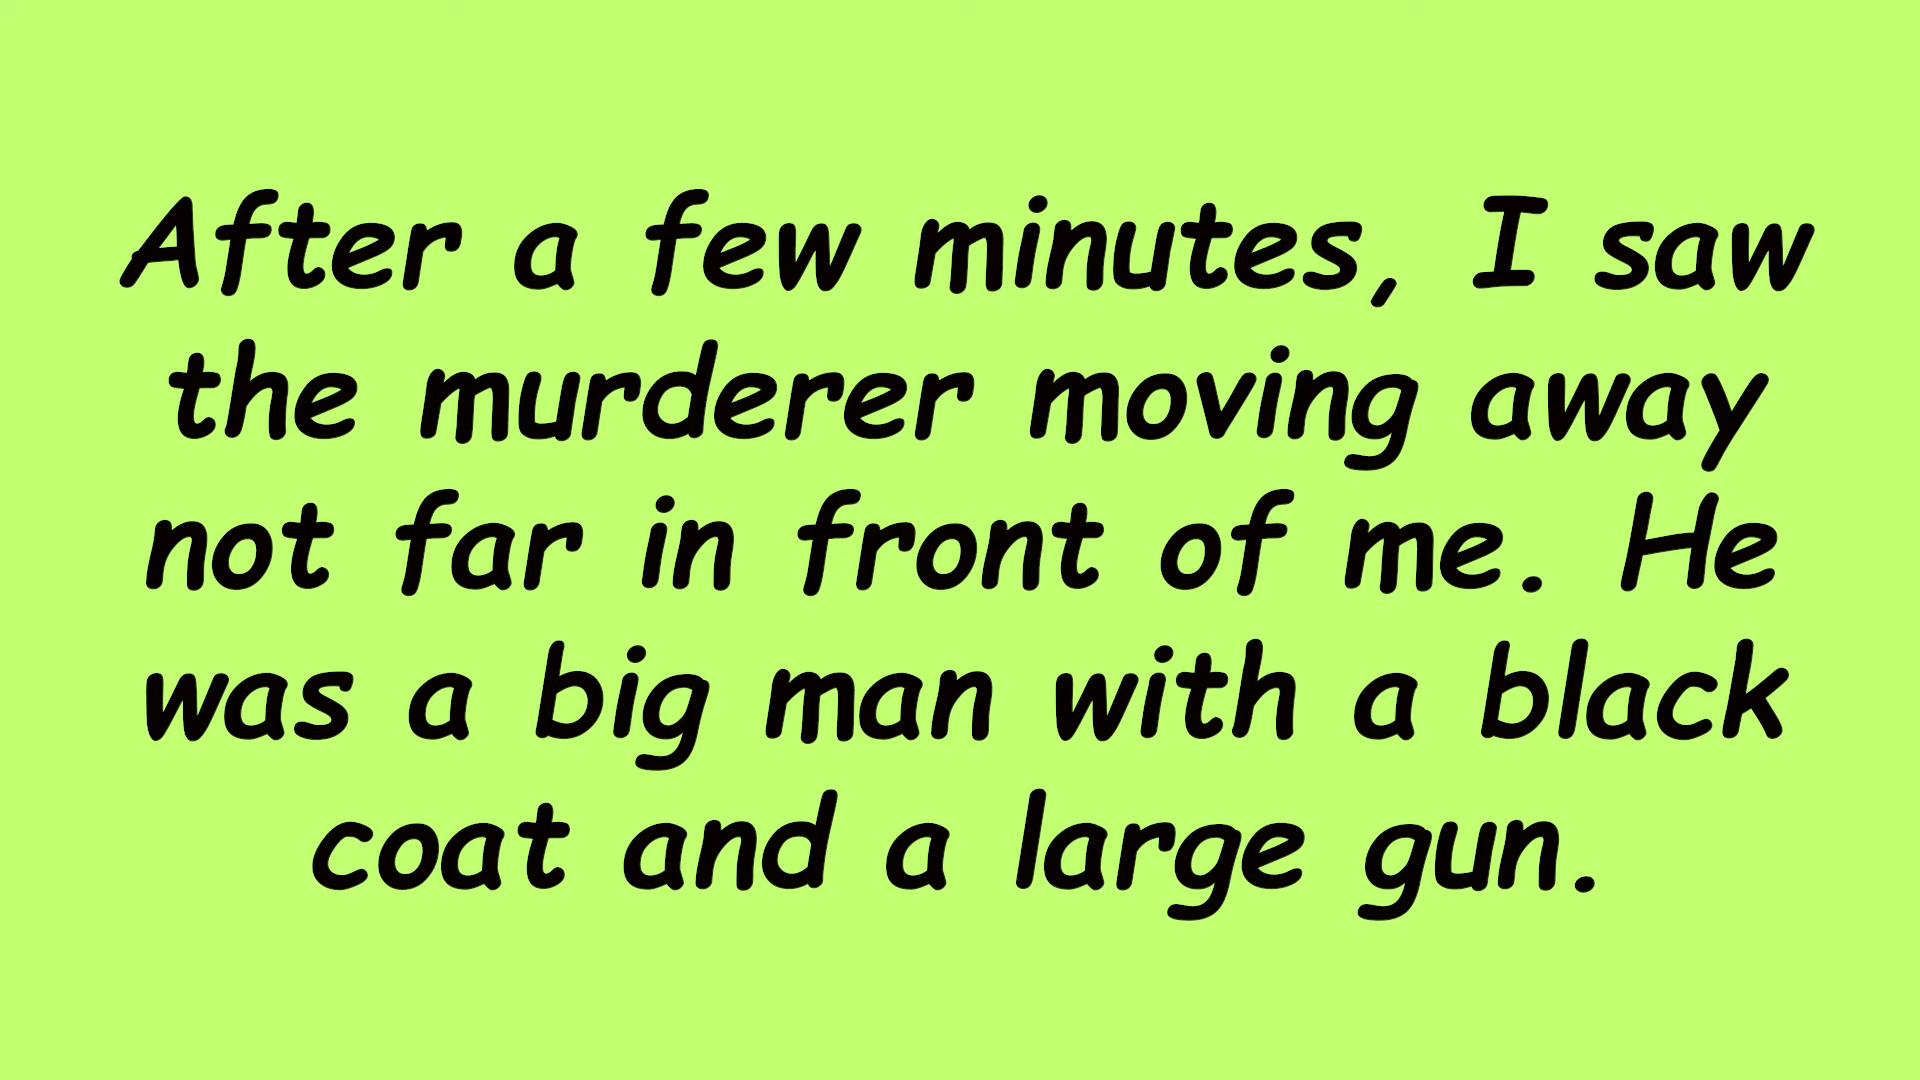 After a few minutes, I saw
the murderer moving away
not far in front of me. He
was a big man with a black
coat and a large gun.